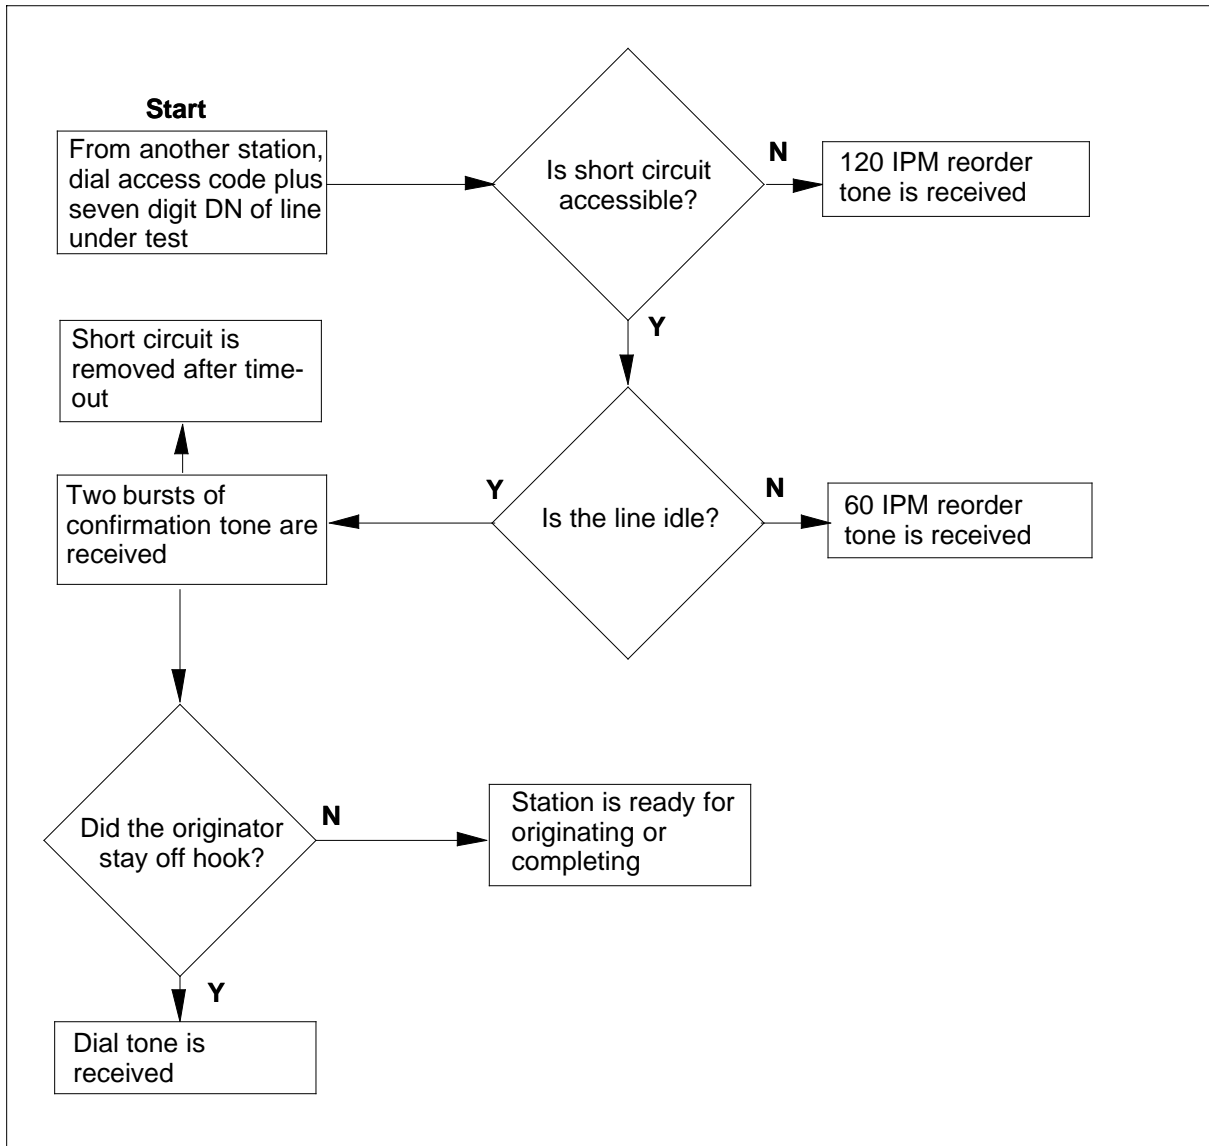 Start
From another station,
dial access code plus
seven digit DN of line
under test
Is short circuit
accessible?
N
120 IPM reorder
tone is received
Y
Short circuit is
removed after time-
out
Two bursts of
confirmation tone are
received
Y
Is the line idle?
N
60 IPM reorder
tone is received
Did the originator
stay off hook?
N
Station is ready for
originating or
completing
Y
Dial tone is
received